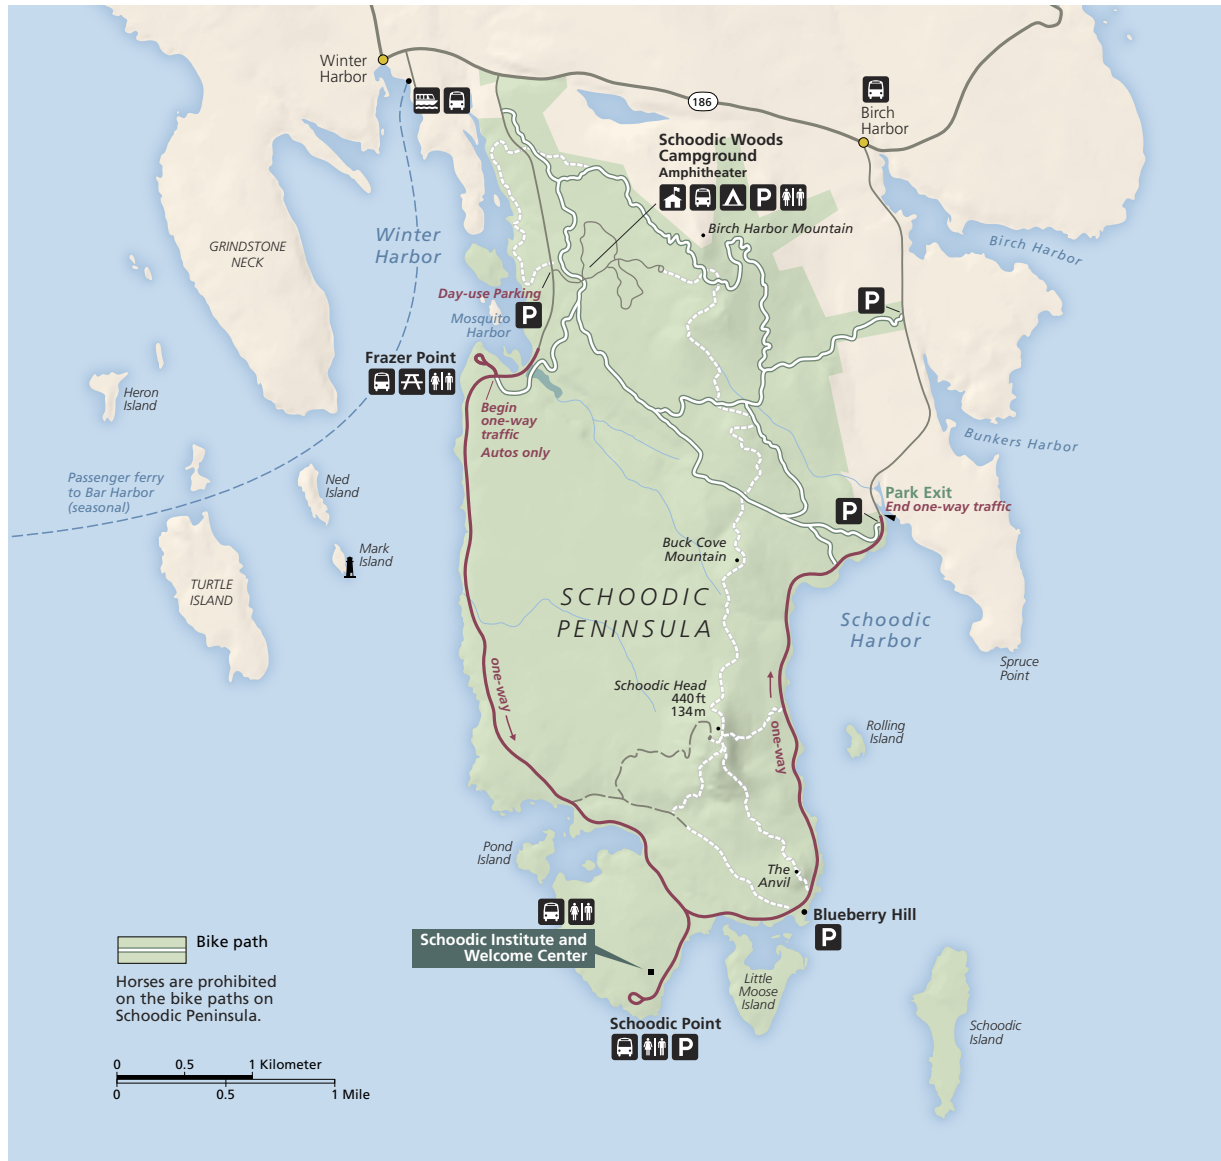 Winter
Harbor
186
Birch
Harbor
Schoodic Woods
Campground
Amphitheater
P
Birch Harbor Mountain
Winter
Harbor
GRINDSTONE
NECK
Birch Harbor
Day-use Parking
P
Mosquito
Harbor
P
Frazer Point
Heron
Island
Begin
one-way
traffic
Autos only
Bunkers Harbor
Passenger ferry
to Bar Harbor
(seasonal)
Ned
Island
Park Exit
End one-way traffic
P
Mark
Island
Buck Cove
Mountain
TURTLE
ISLAND
SCHOODIC
PENINSULA
Schoodic
Harbor
Spruce
Point
one-way
Schoodic Head
440 ft
134 m
one-way
Rolling
Island
Pond
Island
The
Anvil
Blueberry Hill
P
Schoodic Institute and
Welcome Center
Little
Moose
Island
Schoodic Point
P
Schoodic
Island
Bike path
Horses are prohibited
on the bike paths on
Schoodic Peninsula.
0 0.5 1 Kilometer
0 0.5 1 Mile